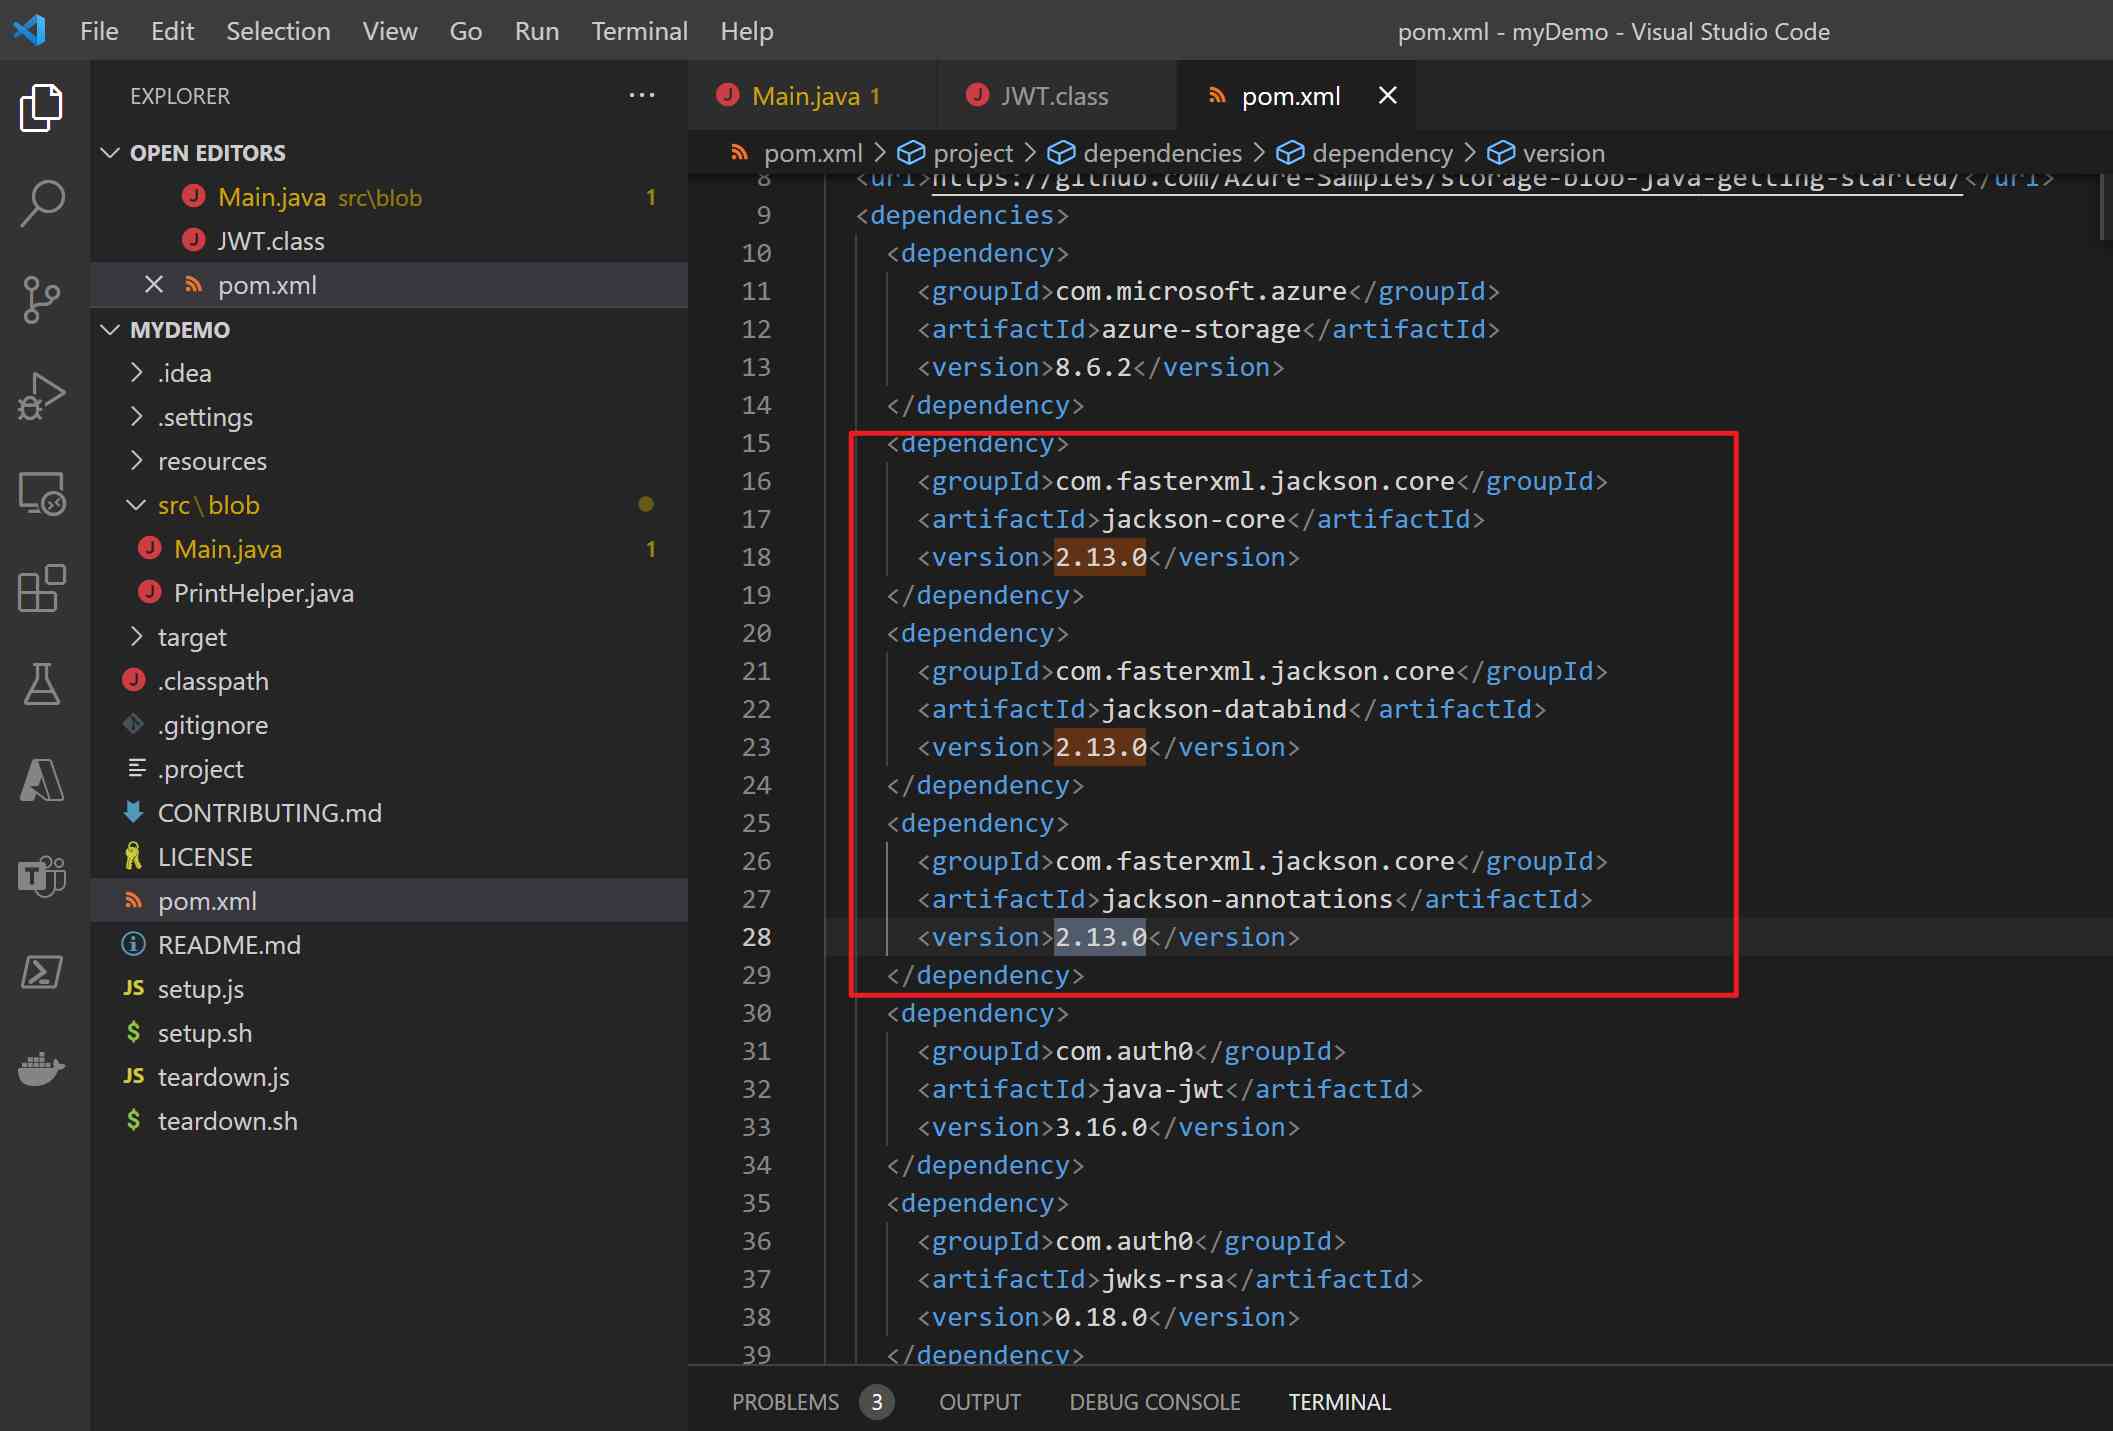 File Edit Selection View Go Run Terminal Help
pom.xml - myDemo - Visual Studio Code
EXPLORER ...
OPEN EDITORS
Main.java src\blob 1
JWT.class
pom.xml
MYDEMO
.idea
.settings
resources
src\blob
Main.java 1
PrintHelper.java
target
.classpath
.gitignore
.project
CONTRIBUTING.md
LICENSE
pom.xml
README.md
JS setup.js
$ setup.sh
JS teardown.js
$ teardown.sh
Main.java 1
JWT.class
pom.xml
pom.xml > project > dependencies > dependency > version
8 <url>https://github.com/Azure-Samples/storage-blob-java-getting-started/</url>
9 <dependencies>
10 <dependency>
11 <groupId>com.microsoft.azure</groupId>
12 <artifactId>azure-storage</artifactId>
13 <version>8.6.2</version>
14 </dependency>
15 <dependency>
16 <groupId>com.fasterxml.jackson.core</groupId>
17 <artifactId>jackson-core</artifactId>
18 <version>2.13.0</version>
19 </dependency>
20 <dependency>
21 <groupId>com.fasterxml.jackson.core</groupId>
22 <artifactId>jackson-databind</artifactId>
23 <version>2.13.0</version>
24 </dependency>
25 <dependency>
26 <groupId>com.fasterxml.jackson.core</groupId>
27 <artifactId>jackson-annotations</artifactId>
28 <version>2.13.0</version>
29 </dependency>
30 <dependency>
31 <groupId>com.auth0</groupId>
32 <artifactId>java-jwt</artifactId>
33 <version>3.16.0</version>
34 </dependency>
35 <dependency>
36 <groupId>com.auth0</groupId>
37 <artifactId>jwks-rsa</artifactId>
38 <version>0.18.0</version>
39 </dependency>
PROBLEMS 3 OUTPUT DEBUG CONSOLE TERMINAL